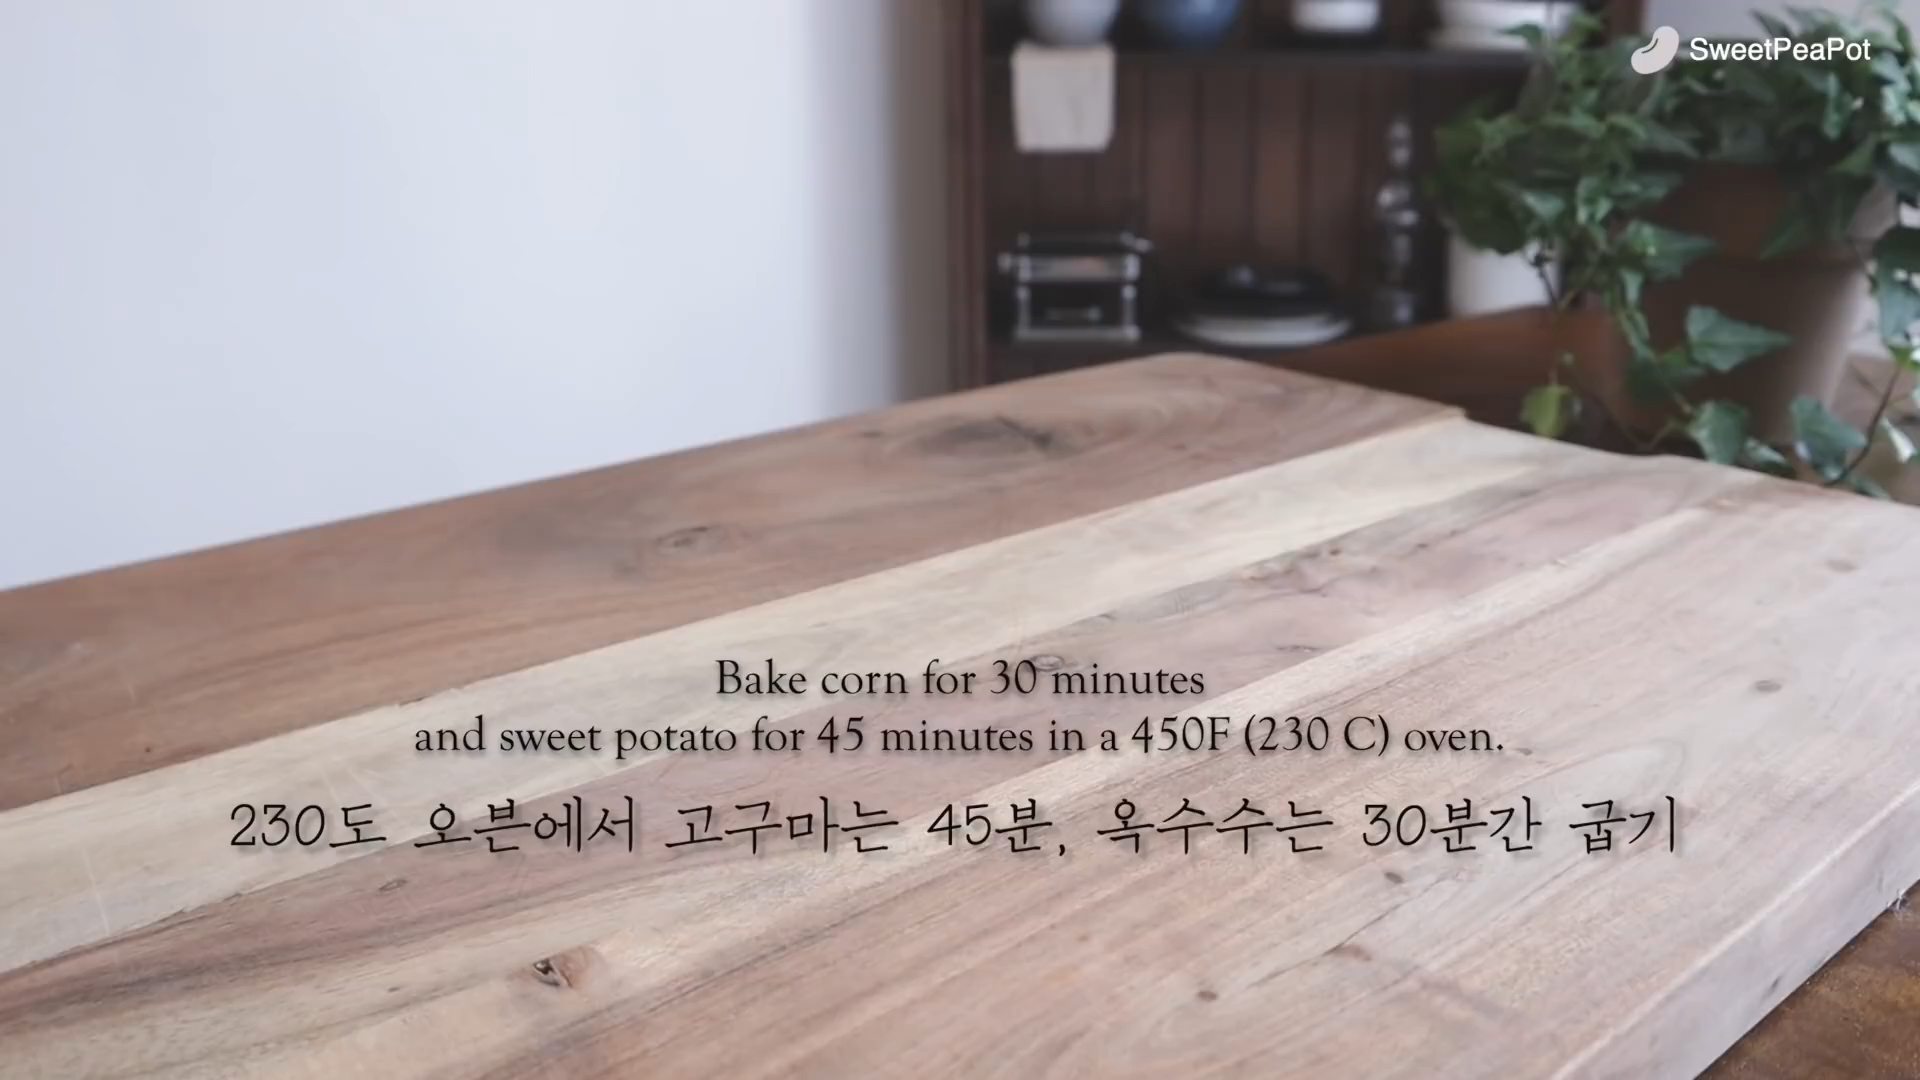 SweetPeaPot
Bake corn for 30 minutes
and sweet potato for 45 minutes in a 450F (230 C) oven.
230도 오븐에서 고구마는 45분, 옥수수는 30분간 굽기